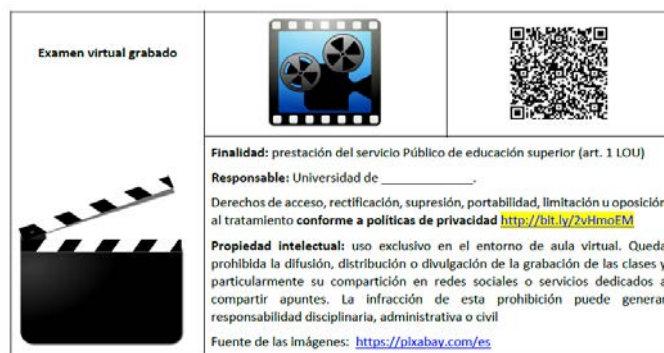 Examen virtual grabado
Finalidad: prestación del servicio Público de educación superior (art. 1 LOU)
Responsable: Universidad de _______________.
Derechos de acceso, rectificación, supresión, portabilidad, limitación u oposición
al tratamiento conforme a políticas de privacidad http://bit.ly/2vHmoEM
Propiedad intelectual: uso exclusivo en el entorno de aula virtual. Queda
prohibida la difusión, distribución o divulgación de la grabación de las clases y
particularmente su compartición en redes sociales o servicios dedicados a
compartir apuntes. La infracción de esta prohibición puede generar
responsabilidad disciplinaria, administrativa o civil
Fuente de las imágenes: https://pixabay.com/es